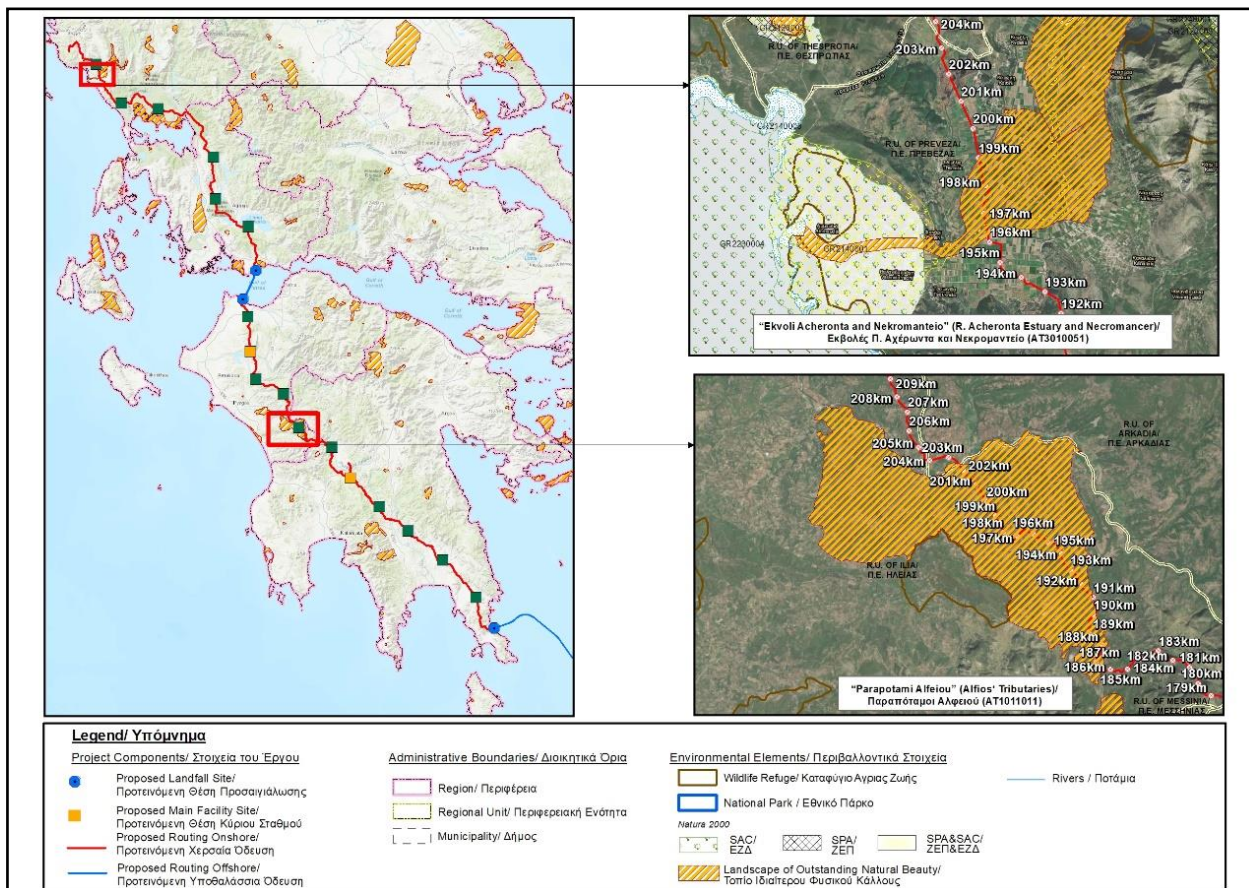 204km
GR2120002
R.U. OF THESPROTIA/
Π.Ε. ΘΕΣΠΡΩΤΙΑΣ
203km
202km
201km
200km
R.U. OF PREVEZA/
Π.Ε. ΠΡΕΒΕΖΑΣ
199km
198km
197km
196km
195km
194km
193km
192km
"Ekvoli Acheronta and Nekromanteio" (R. Acheronta Estuary and Necromancer)/
Εκβολές Π. Αχέρωντα και Νεκρομαντείο (AT3010051)
209km
208km
207km
206km
205km
203km
204km
202km
201km
200km
199km
198km
196km
197km
195km
194km
193km
192km
191km
190km
189km
188km
187km
186km
185km
184km
183km
182km
181km
180km
179km
R.U. OF
ARKADIA/
Π.Ε. ΑΡΚΑΔΙΑΣ
R.U. OF ILIA/
Π.Ε. ΗΛΕΙΑΣ
R.U. OF MESSINIA/
Π.Ε. ΜΕΣΣΗΝΙΑΣ
"Parapotami Alfeiou" (Alfios' Tributaries)/
Παραπόταμοι Αλφειού (AT1011011)
Legend/ Υπόμνημα
Project Components/ Στοιχεία του Έργου
Proposed Landfall Site/
Προτεινόμενη Θέση Προσαιγιάλωσης
Proposed Main Facility Site/
Προτεινόμενη Θέση Κύριου Σταθμού
Proposed Routing Onshore/
Προτεινόμενη Χερσαία Όδευση
Proposed Routing Offshore/
Προτεινόμενη Υποθαλάσσια Όδευση
Administrative Boundaries/ Διοικητικά Όρια
Region/ Περιφέρεια
Regional Unit/ Περιφερειακή Ενότητα
Municipality/ Δήμος
Environmental Elements/ Περιβαλλοντικά Στοιχεία
Wildlife Refuge/ Καταφύγιο Αγριας Ζωής
National Park / Εθνικό Πάρκο
Natura 2000
SAC/
ΕΖΔ
SPA/
ΖΕΠ
SPA&SAC/
ΖΕΠ&ΕΖΔ
Landscape of Outstanding Natural Beauty/
Τοπίο Ιδιαίτερου Φυσικού Κάλλους
Rivers / Ποτάμια